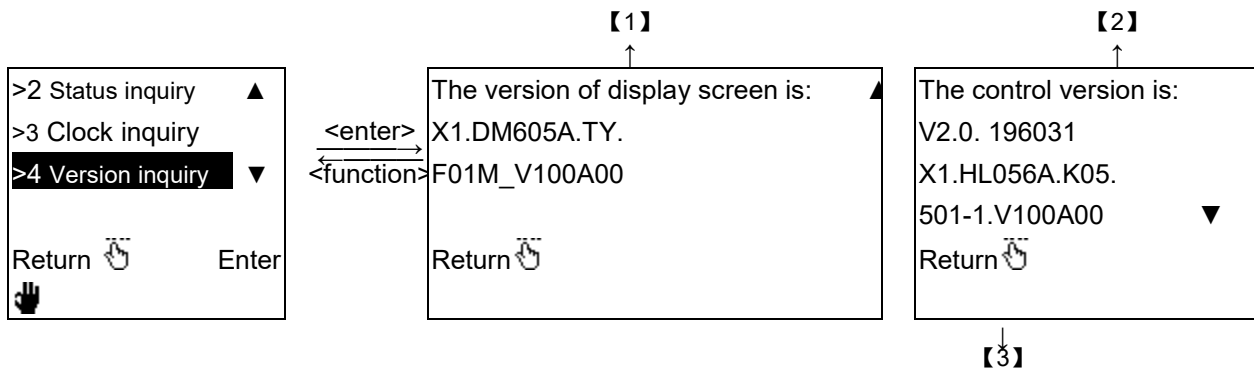 【1】
【2】
↑
↑
>2 Status inquiry ▲
>3 Clock inquiry
>4 Version inquiry ▼
Return Enter
<enter>
<function>
The version of display screen is: ▲
X1.DM605A.TY.
F01M_V100A00
Return
The control version is:
V2.0. 196031
X1.HL056A.K05.
501-1.V100A00 ▼
Return
↓
【3】